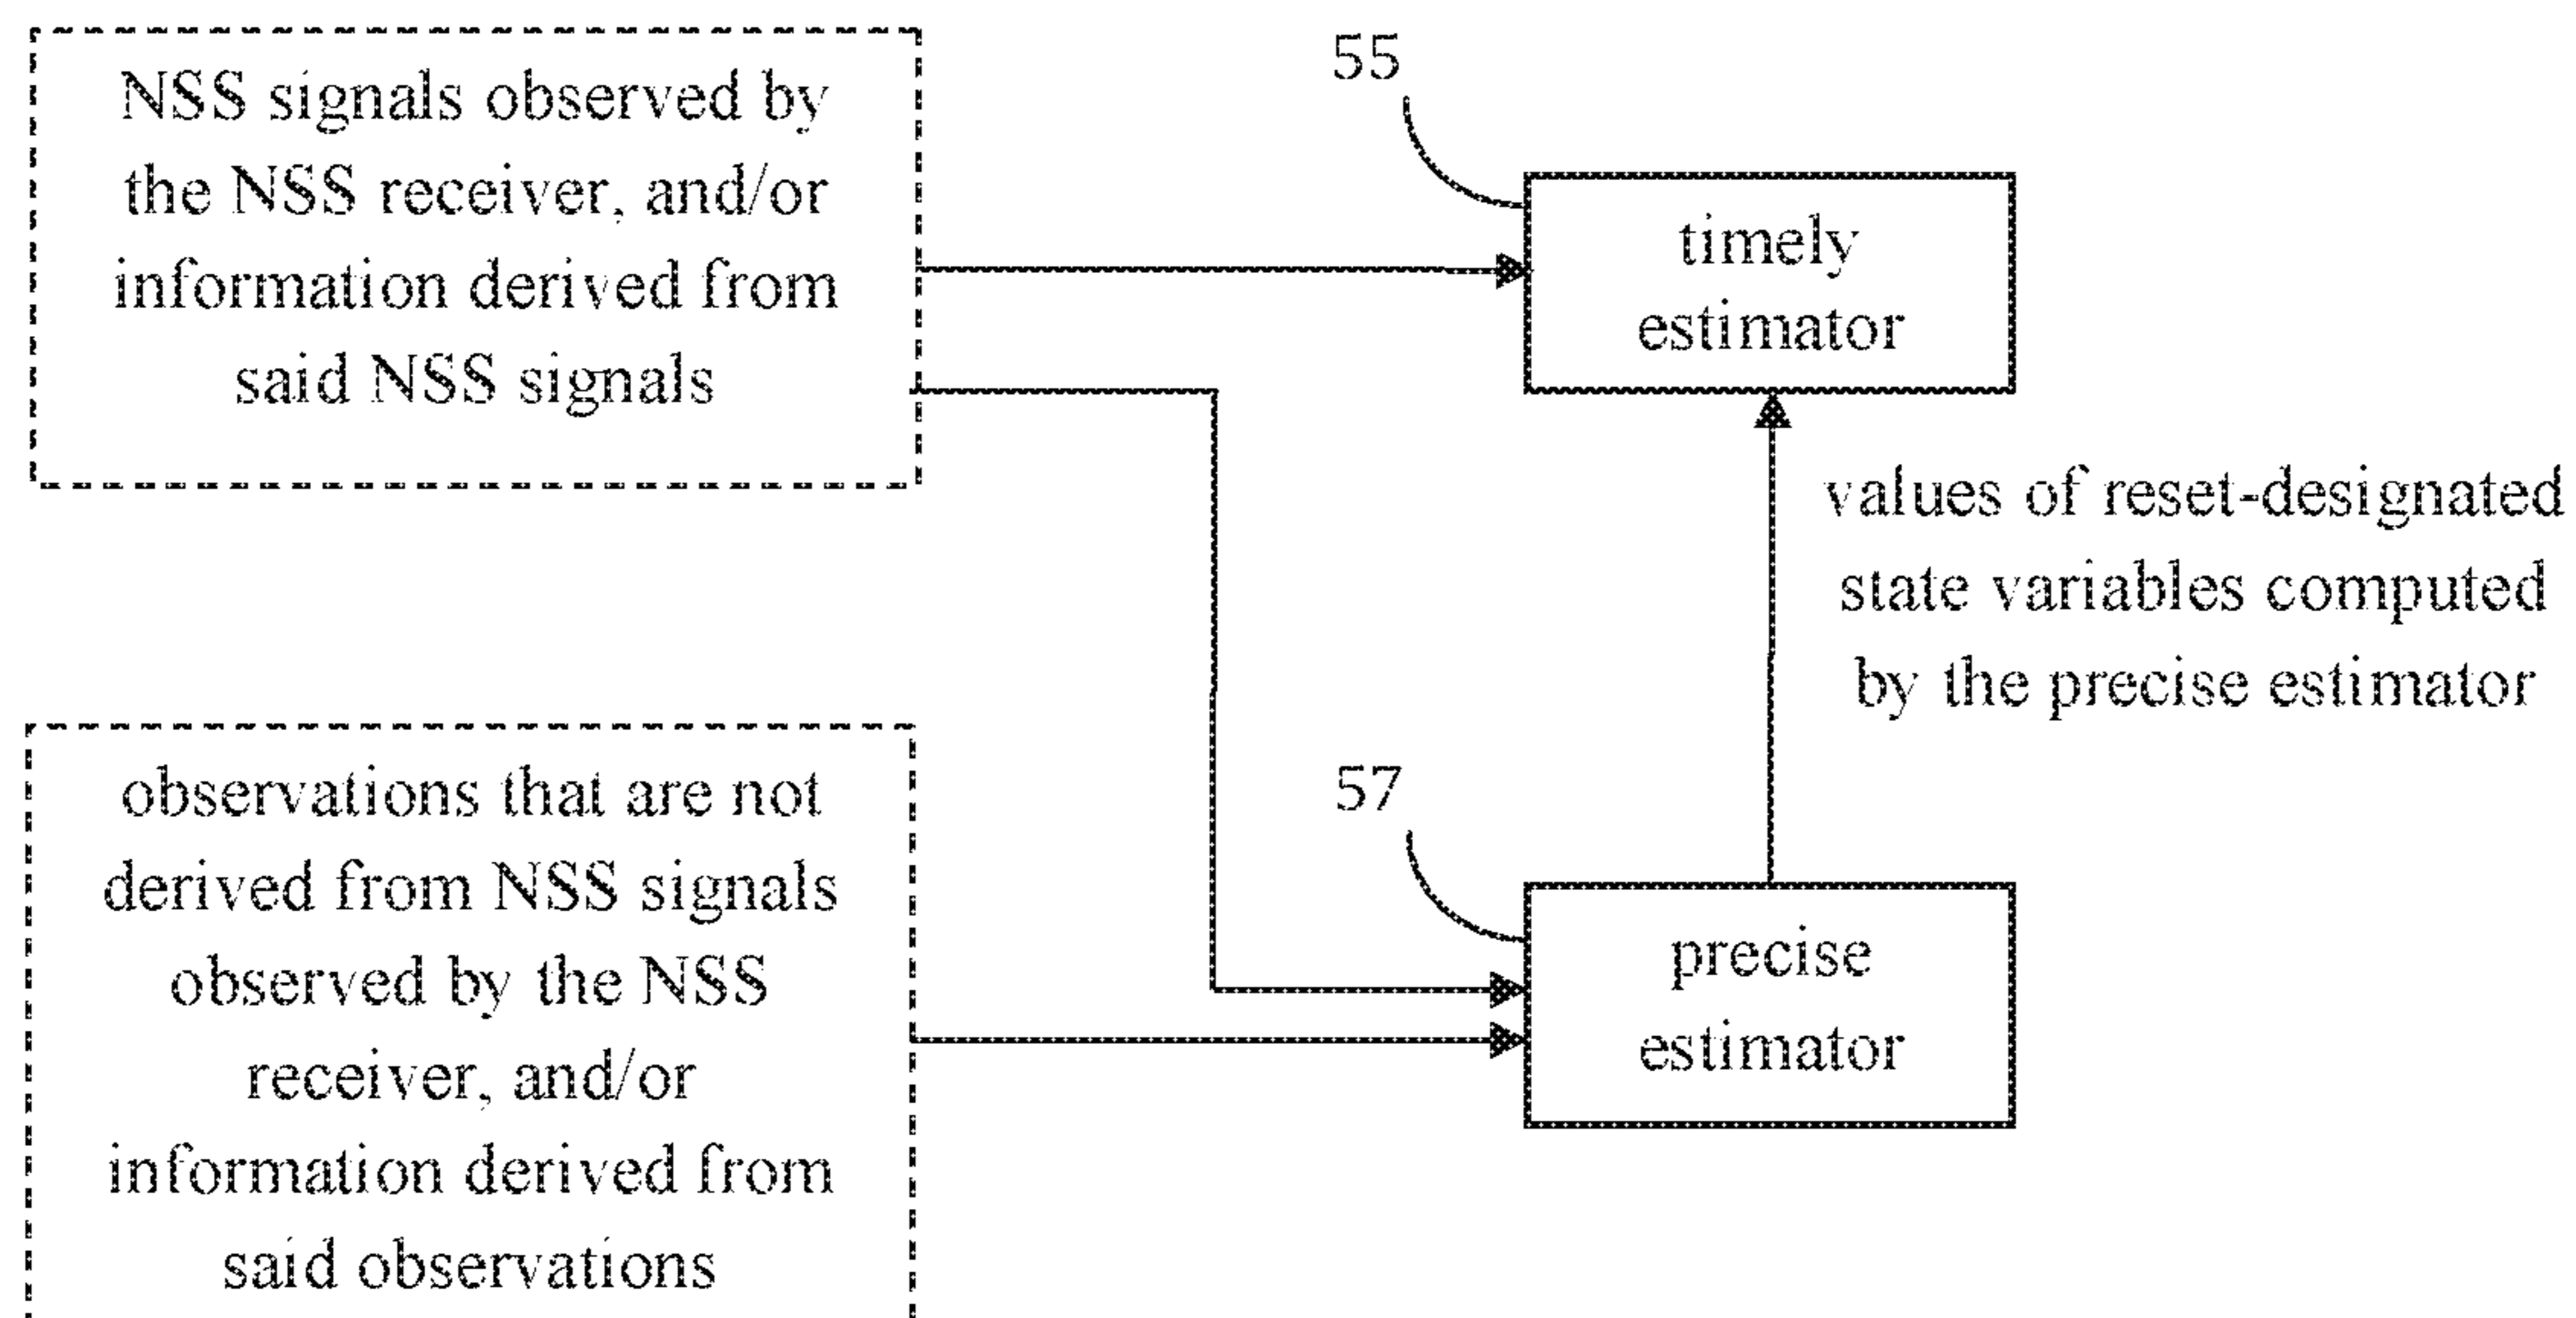 NSS signals observed by
the NSS receiver, and/or
information derived from
said NSS signals
55
timely
estimator
values of reset-designated
state variables computed
by the precise estimator
observations that are not
derived from NSS signals
observed by the NSS
receiver, and/or
information derived from
said observations
57
precise
estimator